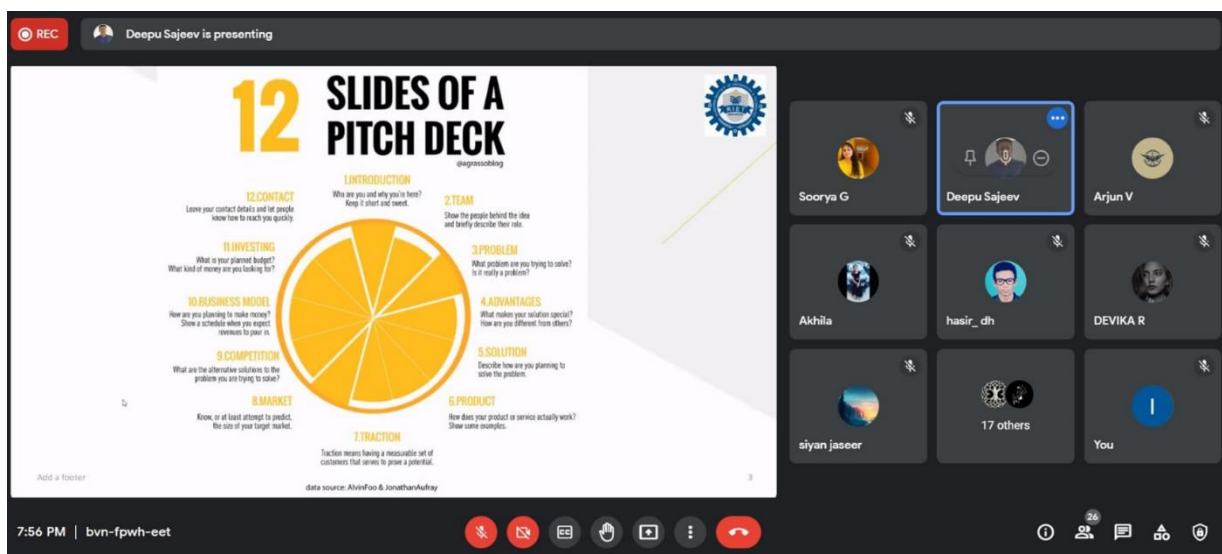 REC
Deepu Sajeev is presenting
12
SLIDES OF A
PITCH DECK
@agrassoblog
1.INTRODUCTION
Who are you and why you're here?
Keep it short and sweet.
2.TEAM
Show the people behind the idea
and briefly describe their role.
3.PROBLEM
What problem are you trying to solve?
Is it really a problem?
4.ADVANTAGES
What makes your solution special?
How are you different from others?
5.SOLUTION
Describe how are you planning to
solve the problem.
6.PRODUCT
How does your product or service actually work?
Show some examples.
7.TRACTION
Traction means having a measurable set of
customers that serves to prove a potential.
8.MARKET
Know, or at least attempt to predict,
the size of your target market.
9.COMPETITION
What are the alternative solutions to the
problem you are trying to solve?
10.BUSINESS MODEL
How are you planning to make money?
Show a schedule when you expect
revenues to pour in.
11.INVESTING
What is your planned budget?
What kind of money are you looking for?
12.CONTACT
Leave your contact details and let people
know how to reach you quickly.
data source: AlvinFoo & JonathanAufray
Add a footer
3
Soorya G
Deepu Sajeev
Arjun V
Akhila
hasir_ dh
DEVIKA R
siyan jaseer
17 others
I
You
7:56 PM | bvn-fpwh-eet
CC
26